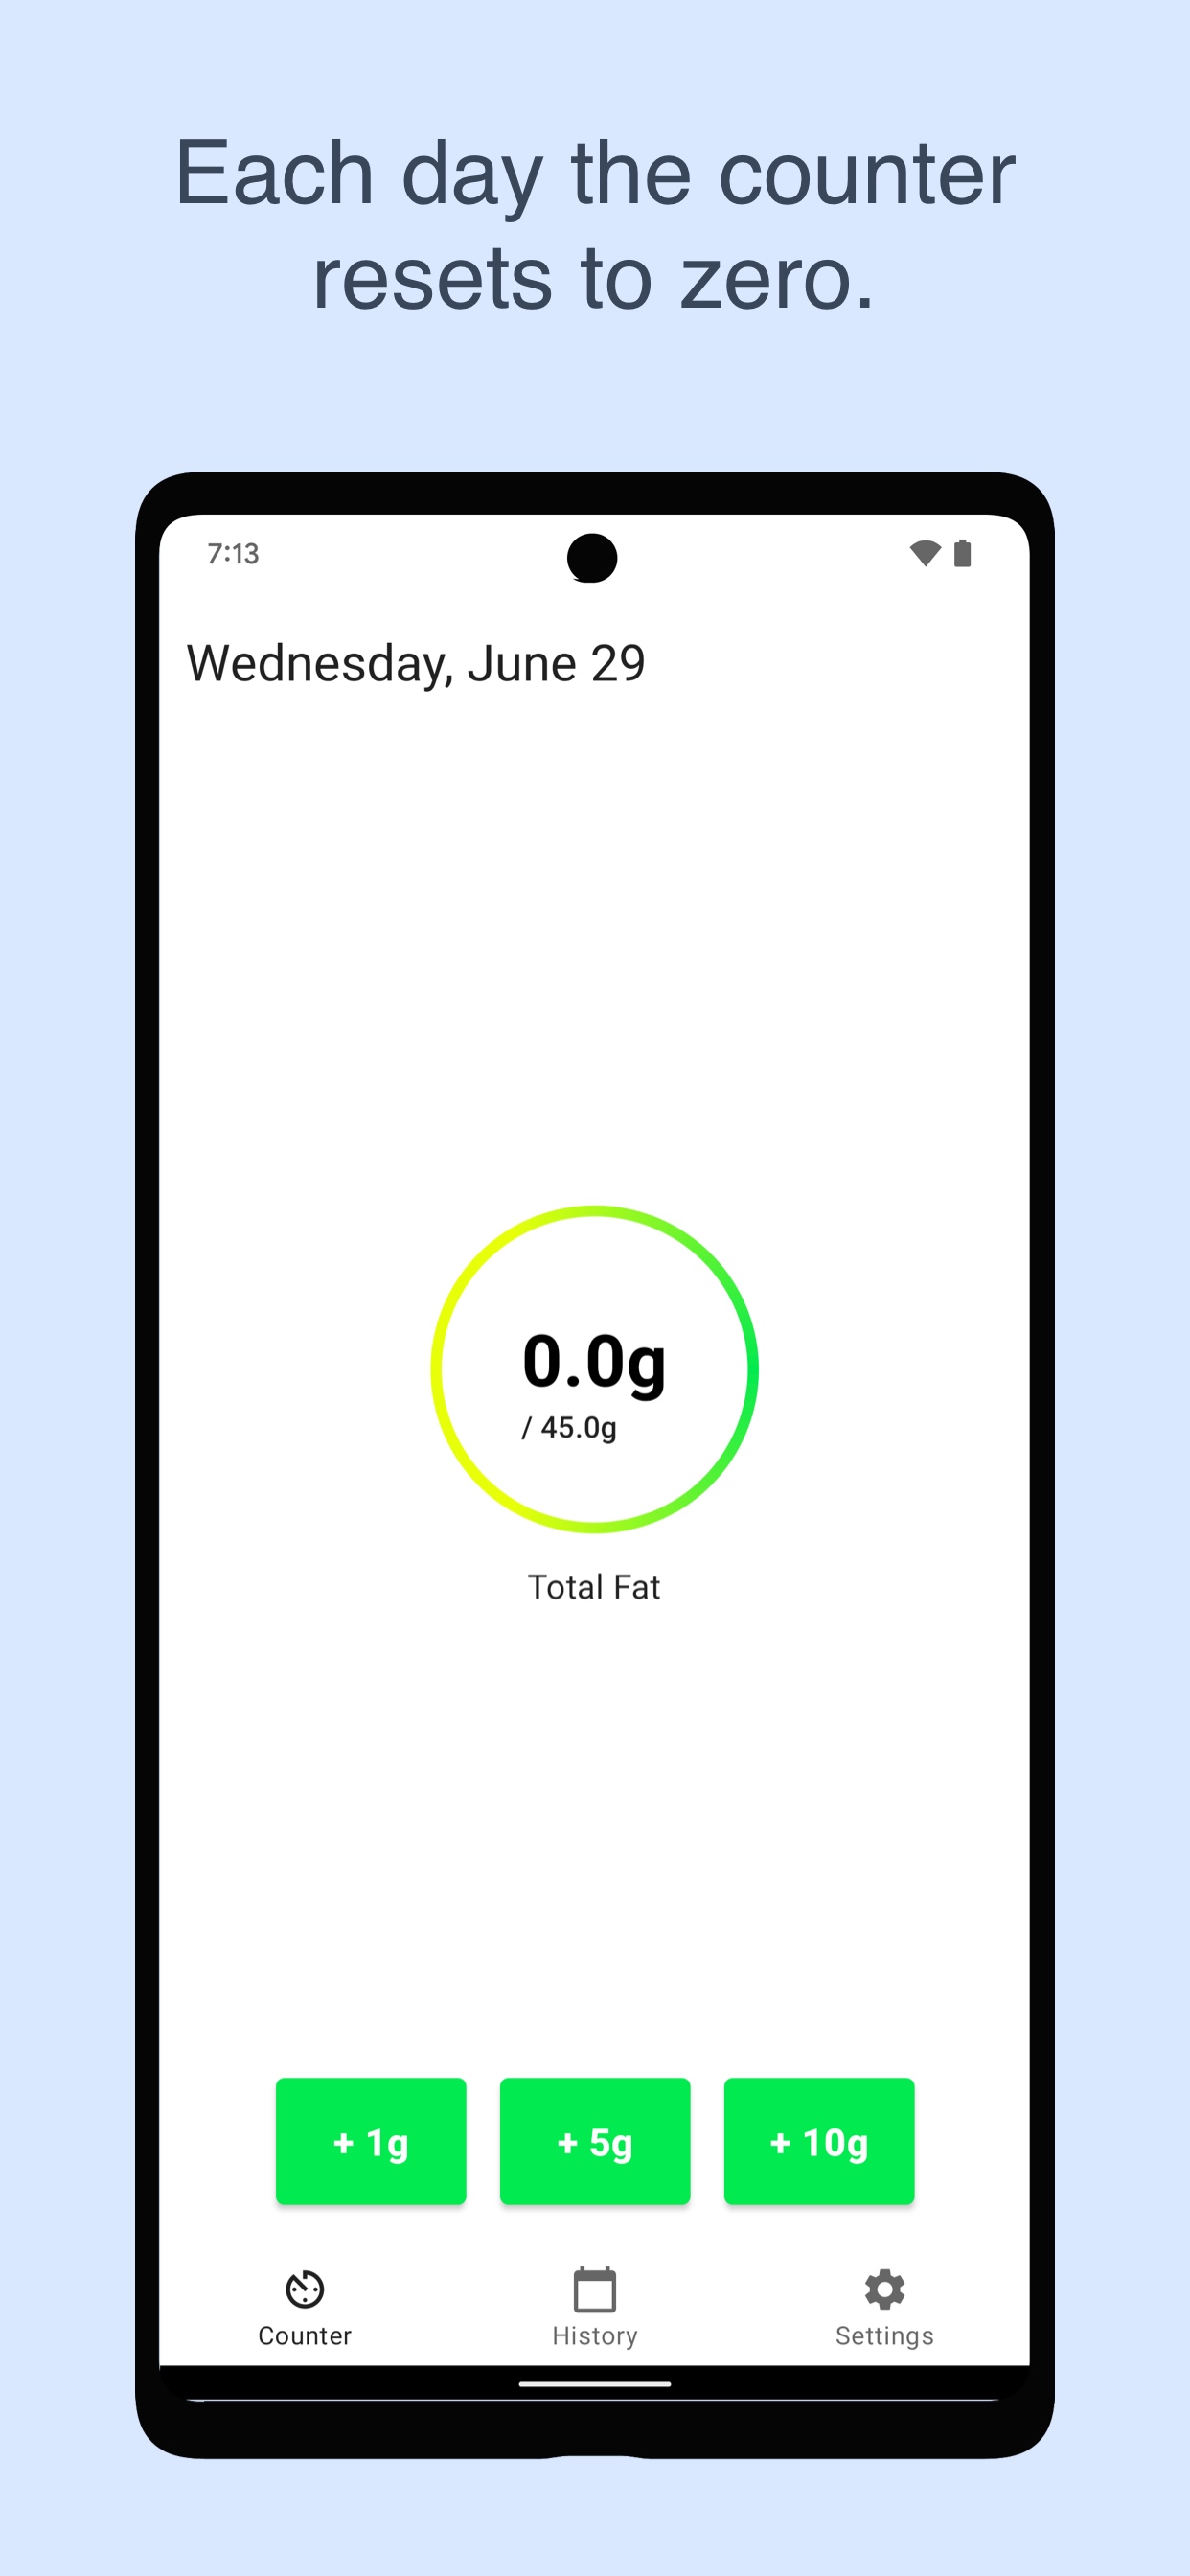 Each day the counter
resets to zero.
7:13
Wednesday, June 29
0.0g
/ 45.0g
Total Fat
+ 1g + 5g + 10g
Counter History Settings